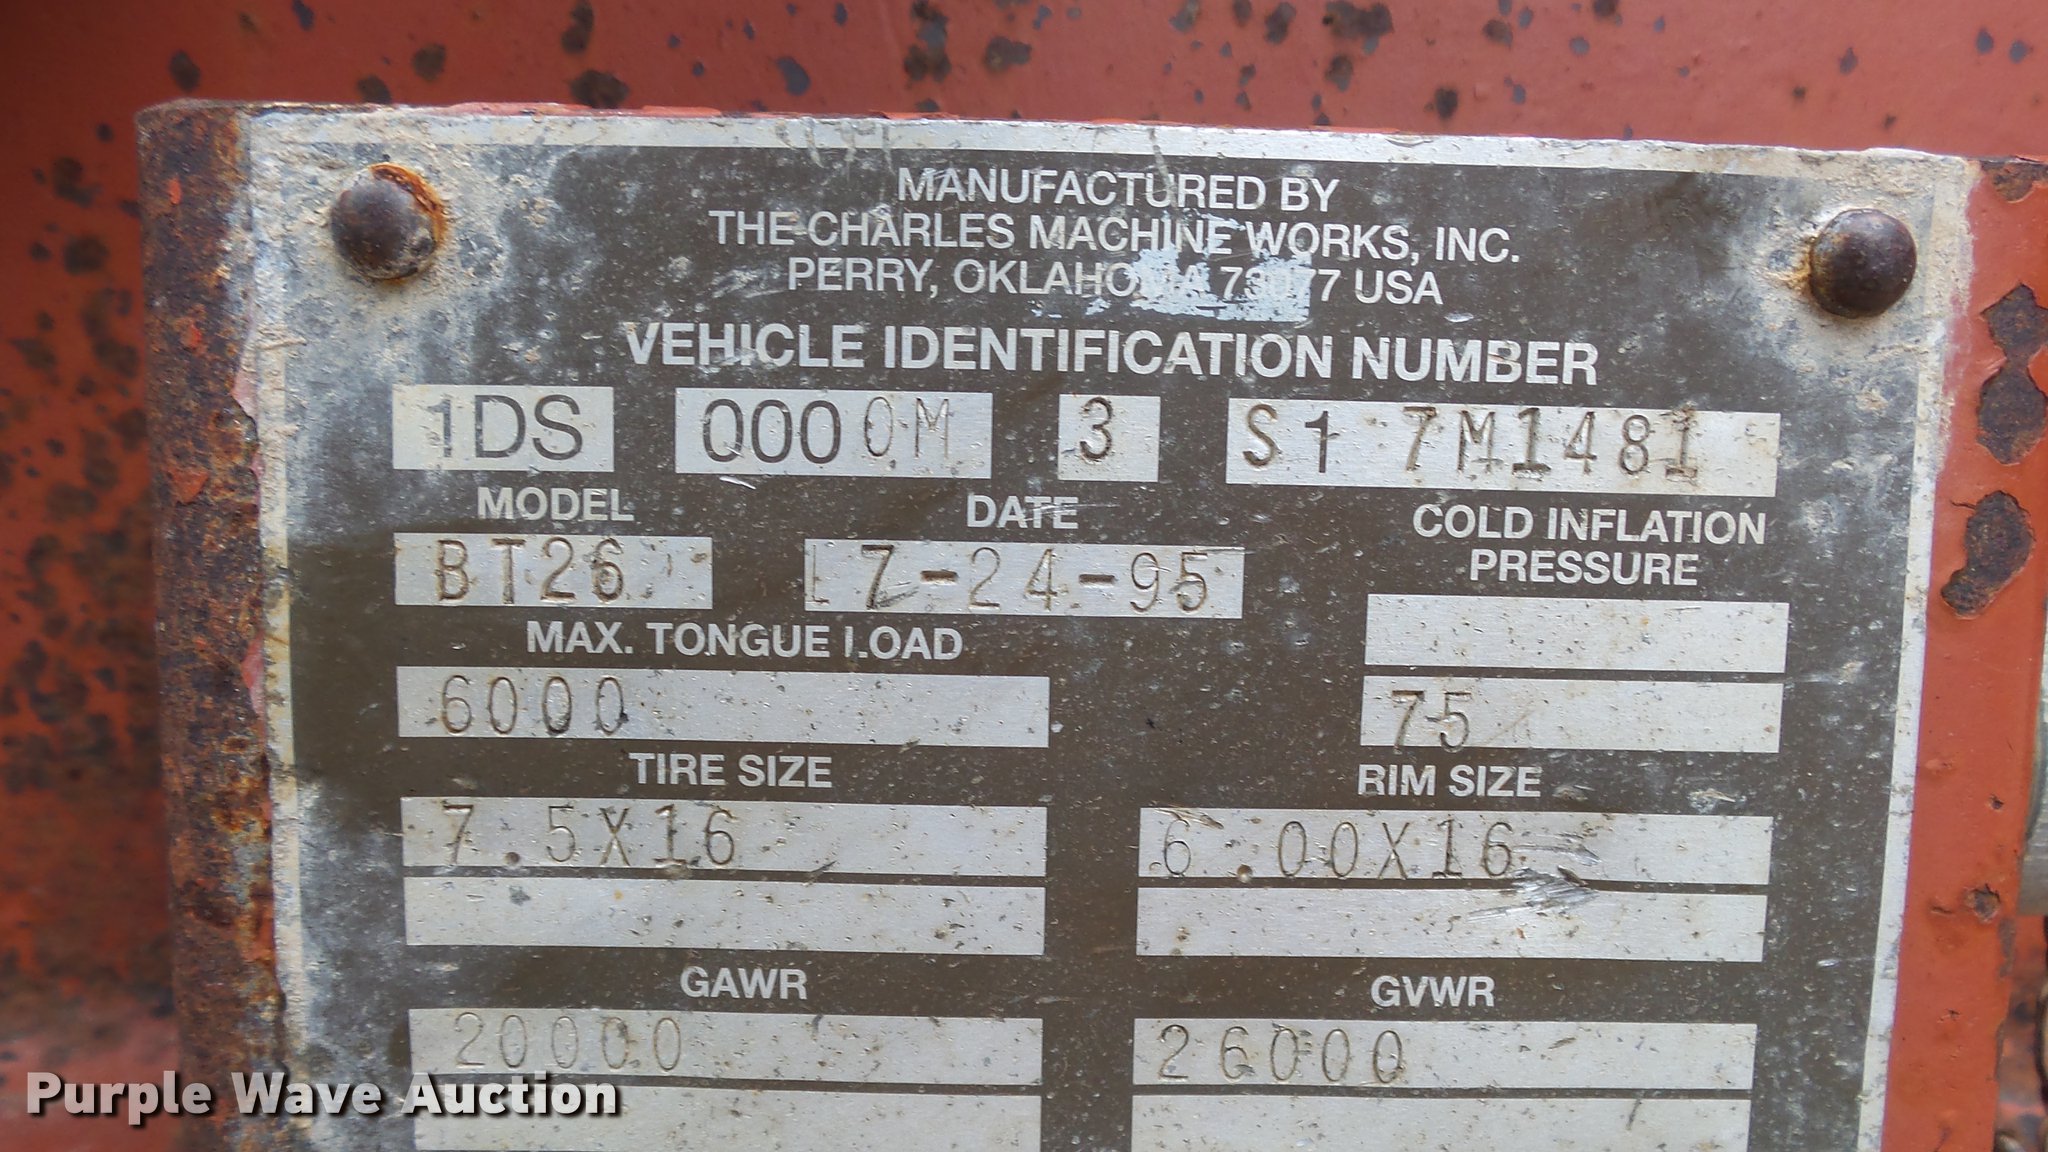 MANUFACTURED BY
THE CHARLES MACHINE WORKS, INC.
PERRY, OKLAHOMA 73077 USA
VEHICLE IDENTIFICATION NUMBER
1DS 0000M 3 S1 7M1481
MODEL DATE COLD INFLATION PRESSURE
BT26 7-24-95
MAX. TONGUE LOAD
6000 75
TIRE SIZE RIM SIZE
7.5X16 6.00X16
GAWR GVWR
20000 26000
Purple Wave Auction